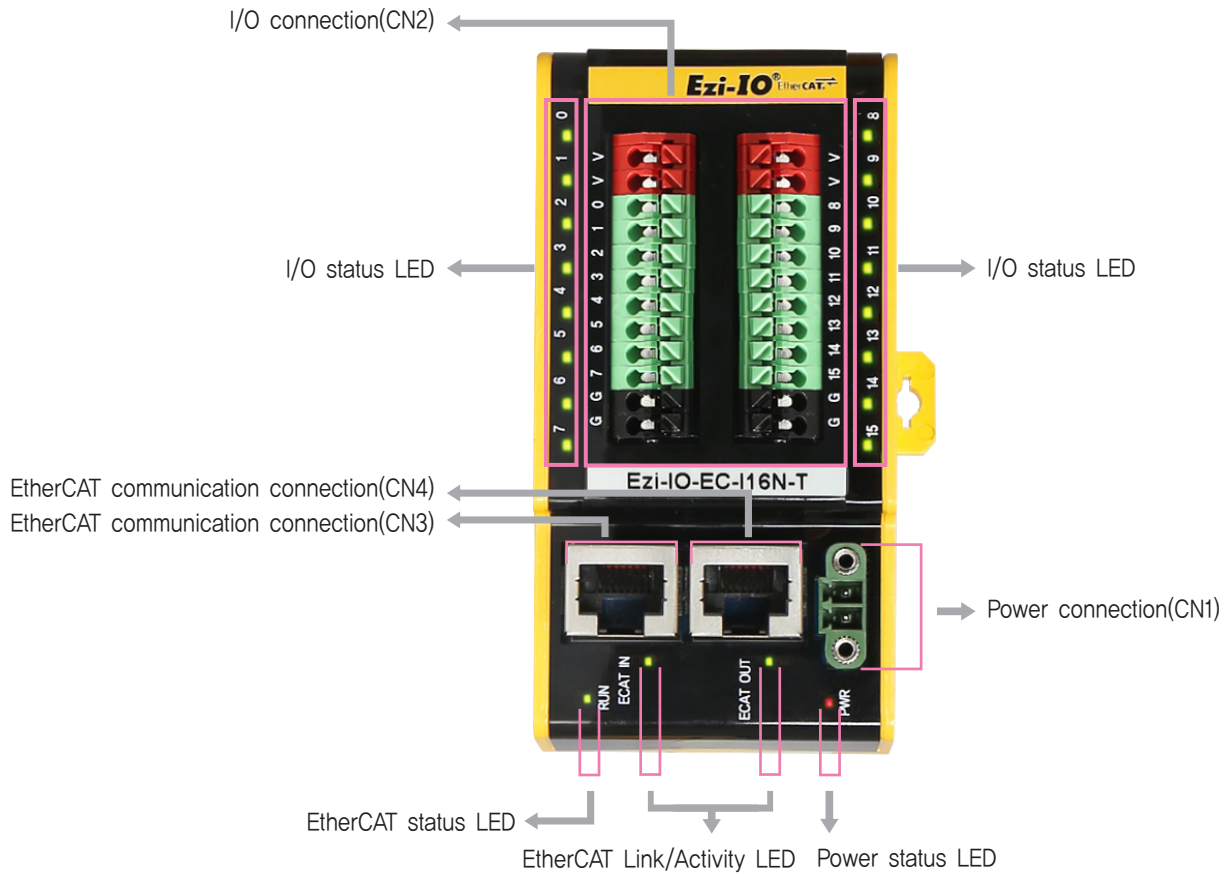 I/O connection(CN2)
Ezi-IO® EtherCAT
0
1
2
3
4
5
6
7
V
V
0
1
2
3
4
5
6
7
G
G
V
V
8
9
10
11
12
13
14
15
G
G
8
9
10
11
12
13
14
15
I/O status LED
I/O status LED
Ezi-IO-EC-I16N-T
EtherCAT communication connection(CN4)
EtherCAT communication connection(CN3)
Power connection(CN1)
RUN
ECAT IN
ECAT OUT
PWR
EtherCAT status LED
EtherCAT Link/Activity LED
Power status LED